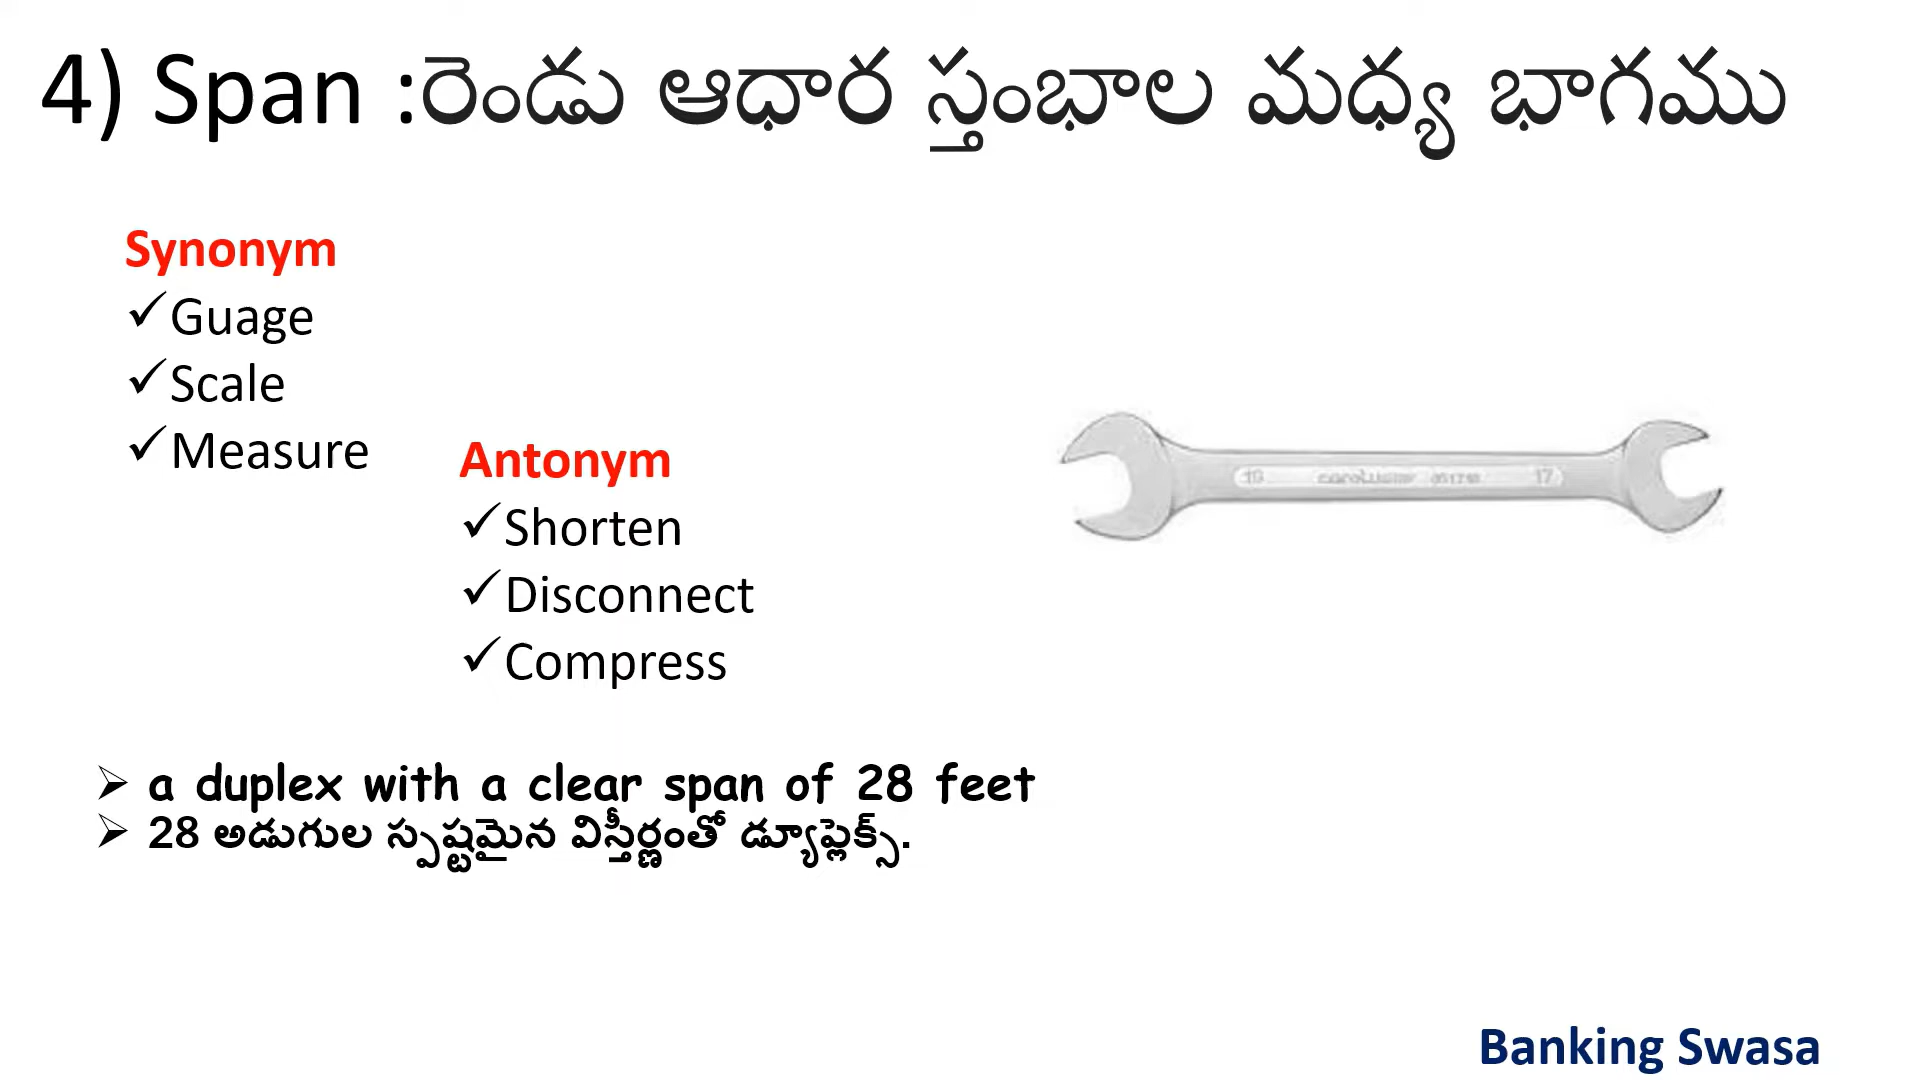 4) Span :రెండు ఆధార స్తంభాల మధ్య భాగము
Synonym
✓Guage
✓Scale
✓Measure
Antonym
✓Shorten
✓Disconnect
✓Compress
17
➢ a duplex with a clear span of 28 feet
➢ 28 అడుగుల స్పష్టమైన విస్తీర్ణంతో డ్యూప్లెక్స్.
Banking Swasa